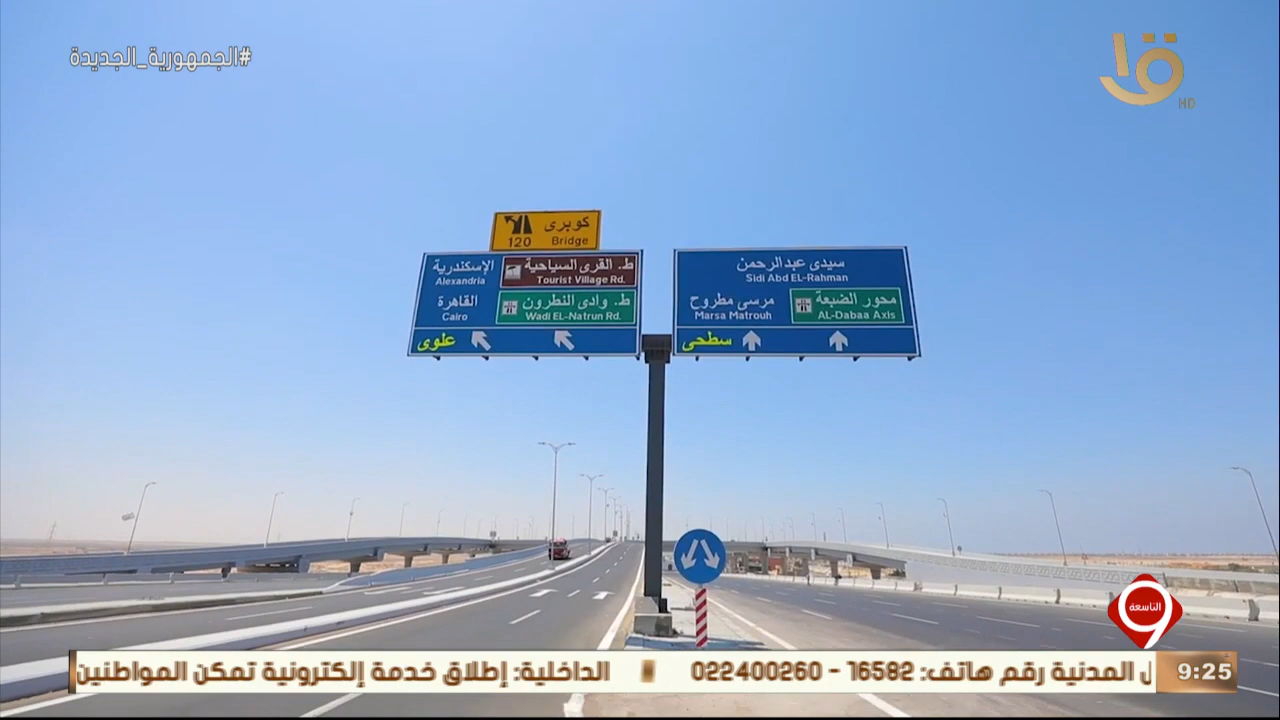 #الجمهورية_الجديدة
HD
كوبرى
120 Bridge
الإسكندرية
Alexandria
ط. القرى السياحية
Tourist Village Rd.
القاهرة
Cairo
ط. وادى النطرون
Wadi EL-Natrun Rd.
علوى
سيدى عبدالرحمن
Sidi Abd EL-Rahman
مرسى مطروح
Marsa Matrouh
محور الضبعة
AL-Dabaa Axis
سطحى
التاسعة
9
9:25
ل المدنية رقم هاتف: 16582 - 022400260
الداخلية: إطلاق خدمة إلكترونية تمكن المواطنين